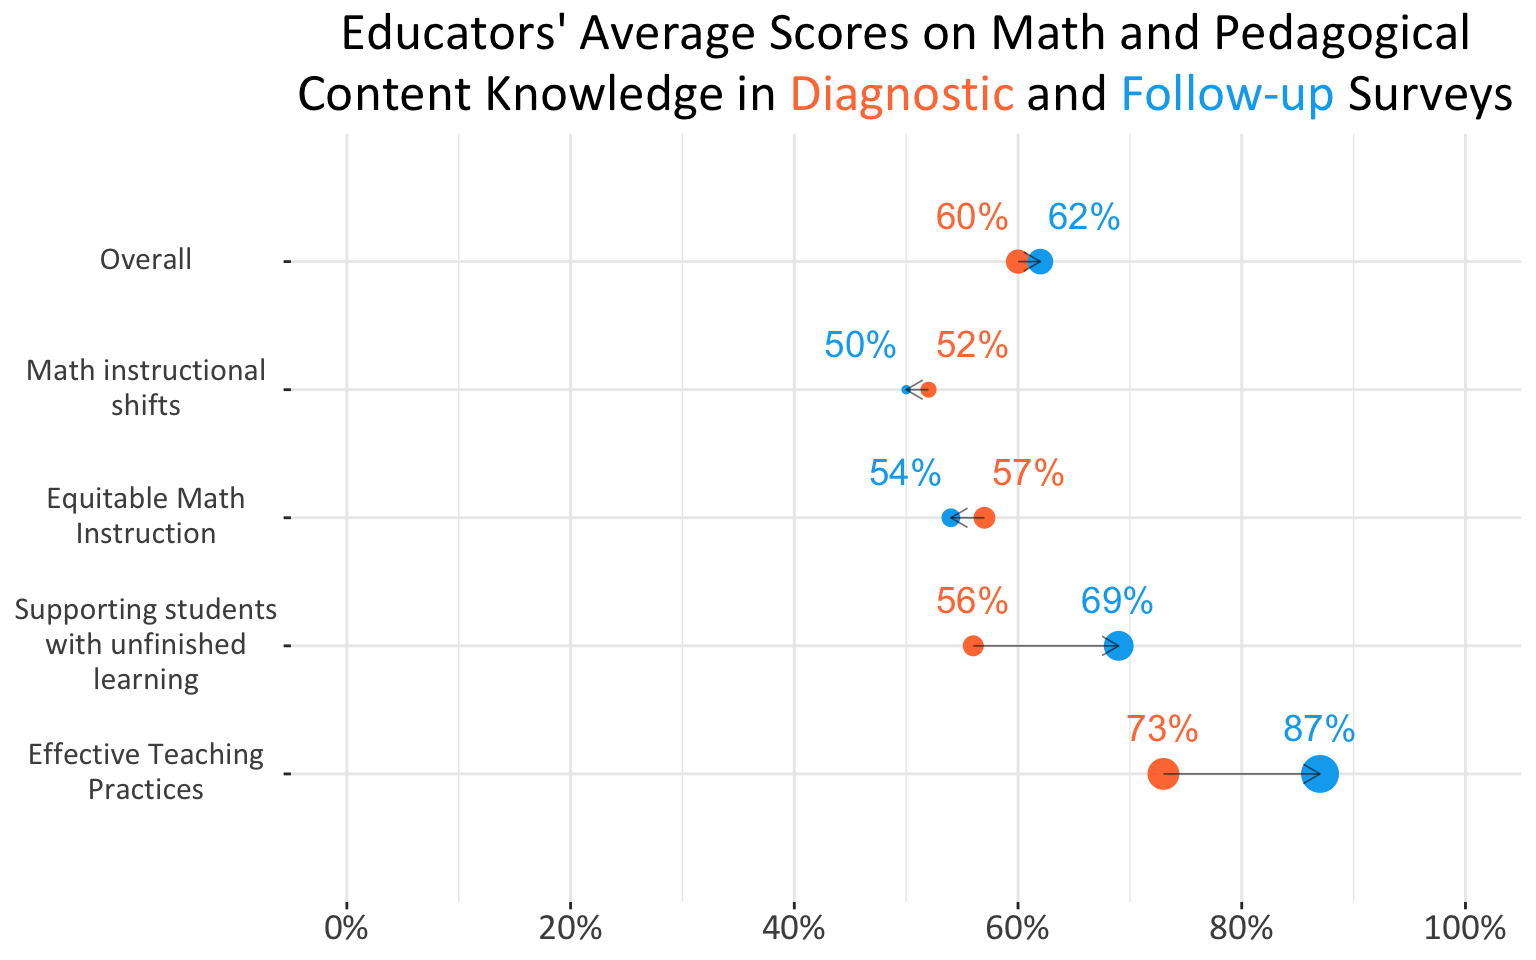 Educators' Average Scores on Math and Pedagogical
Content Knowledge in Diagnostic and Follow-up Surveys
60% 62%
Overall
50% 52%
Math instructional
shifts
54% 57%
Equitable Math
Instruction
56% 69%
Supporting students
with unfinished
learning
73% 87%
Effective Teaching
Practices
0% 20% 40% 60% 80% 100%